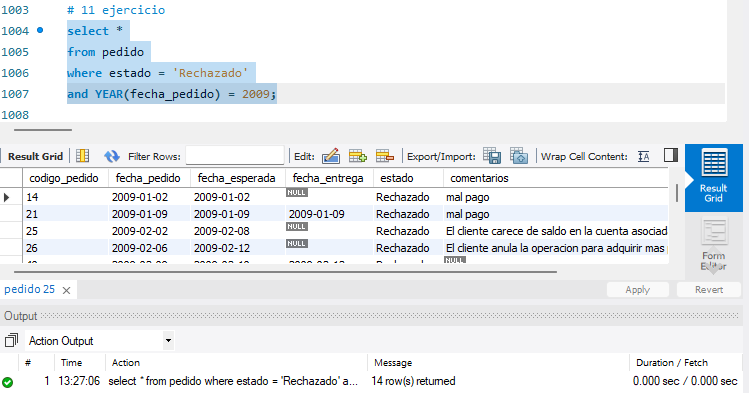 1003 # 11 ejercicio
1004 select *
1005 from pedido
1006 where estado = 'Rechazado'
1007 and YEAR(fecha_pedido) = 2009;
1008
Result Grid Filter Rows: Edit: Export/Import: Wrap Cell Content:
codigo_pedido fecha_pedido fecha_esperada fecha_entrega estado comentarios
14 2009-01-02 2009-01-02 NULL Rechazado mal pago
21 2009-01-09 2009-01-09 2009-01-09 Rechazado mal pago
25 2009-02-02 2009-02-08 NULL Rechazado El cliente carece de saldo en la cuenta asociad
26 2009-02-06 2009-02-12 NULL Rechazado El cliente anula la operacion para adquirir mas
NULL
Result
Grid
Form
Editor
pedido 25 Apply Revert
Output
Action Output
# Time Action Message Duration / Fetch
1 13:27:06 select * from pedido where estado = 'Rechazado' a... 14 row(s) returned 0.000 sec / 0.000 sec